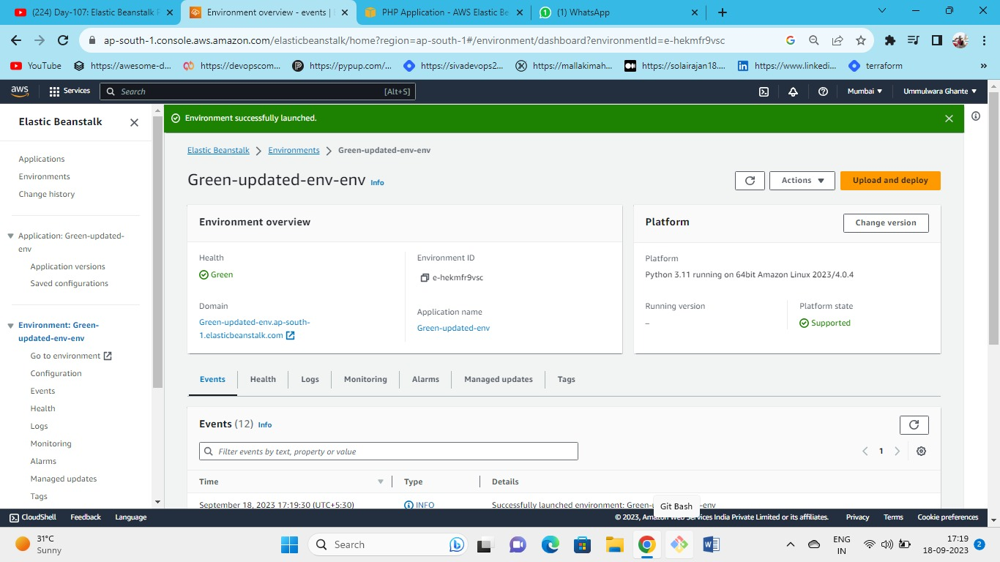 (224) Day-107: Elastic Beanstalk
Environment overview - events |
PHP Application - AWS Elastic Be
(1) WhatsApp
ap-south-1.console.aws.amazon.com/elasticbeanstalk/home?region=ap-south-1#/environment/dashboard?environmentId=e-hekmfr9vsc
YouTube
https://awesome-d...
https://devopscom...
https://pypup.com/...
https://sivadevops2...
https://mallakimah...
https://solairajan18....
https://www.linkedi...
terraform
»
aws
Services
Search
[Alt+S]
Mumbai
Ummulwara Ghante
Elastic Beanstalk
Applications
Environments
Change history
Application: Green-updated-
env
Application versions
Saved configurations
Environment: Green-
updated-env-env
Go to environment
Configuration
Events
Health
Logs
Monitoring
Alarms
Managed updates
Tags
Environment successfully launched.
Elastic Beanstalk
Environments
Green-updated-env-env
Green-updated-env-env
Info
Actions
Upload and deploy
Environment overview
Health
Green
Domain
Green-updated-env.ap-south-
1.elasticbeanstalk.com
Environment ID
e-hekmfr9vsc
Application name
Green-updated-env
Platform
Change version
Platform
Python 3.11 running on 64bit Amazon Linux 2023/4.0.4
Running version
–
Platform state
Supported
Events
Health
Logs
Monitoring
Alarms
Managed updates
Tags
Events (12)
Info
Filter events by text, property or value
1
Time
Type
Details
September 18, 2023 17:19:30 (UTC+5:30)
INFO
Successfully launched environment: Green-
-env
Git Bash
CloudShell
Feedback
Language
© 2023, Amazon Web Services India Private Limited or its affiliates.
Privacy
Terms
Cookie preferences
31°C
Sunny
Search
ENG
IN
17:19
18-09-2023
2